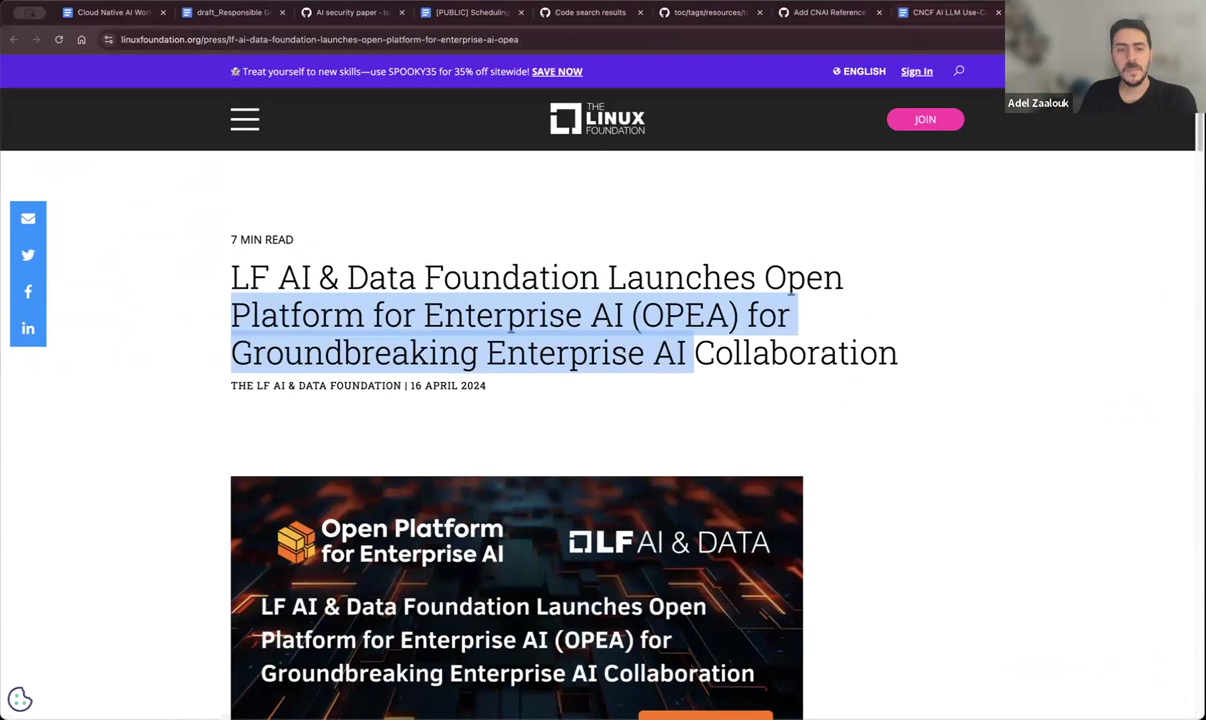 Cloud Native AI Work
draft_Responsible G
AI security paper - ta
[PUBLIC] Scheduling
Code search results
toc/tags/resources/ta
Add CNAI Reference
CNCF AI LLM Use-C
linuxfoundation.org/press/lf-ai-data-foundation-launches-open-platform-for-enterprise-ai-opea
Treat yourself to new skills—use SPOOKY35 for 35% off sitewide! SAVE NOW
ENGLISH
Sign In
Adel Zaalouk
THE
LINUX
FOUNDATION
JOIN
7 MIN READ
LF AI & Data Foundation Launches Open
Platform for Enterprise AI (OPEA) for
Groundbreaking Enterprise AI Collaboration
THE LF AI & DATA FOUNDATION | 16 APRIL 2024
Open Platform
for Enterprise AI
LF AI & DATA
LF AI & Data Foundation Launches Open
Platform for Enterprise AI (OPEA) for
Groundbreaking Enterprise AI Collaboration